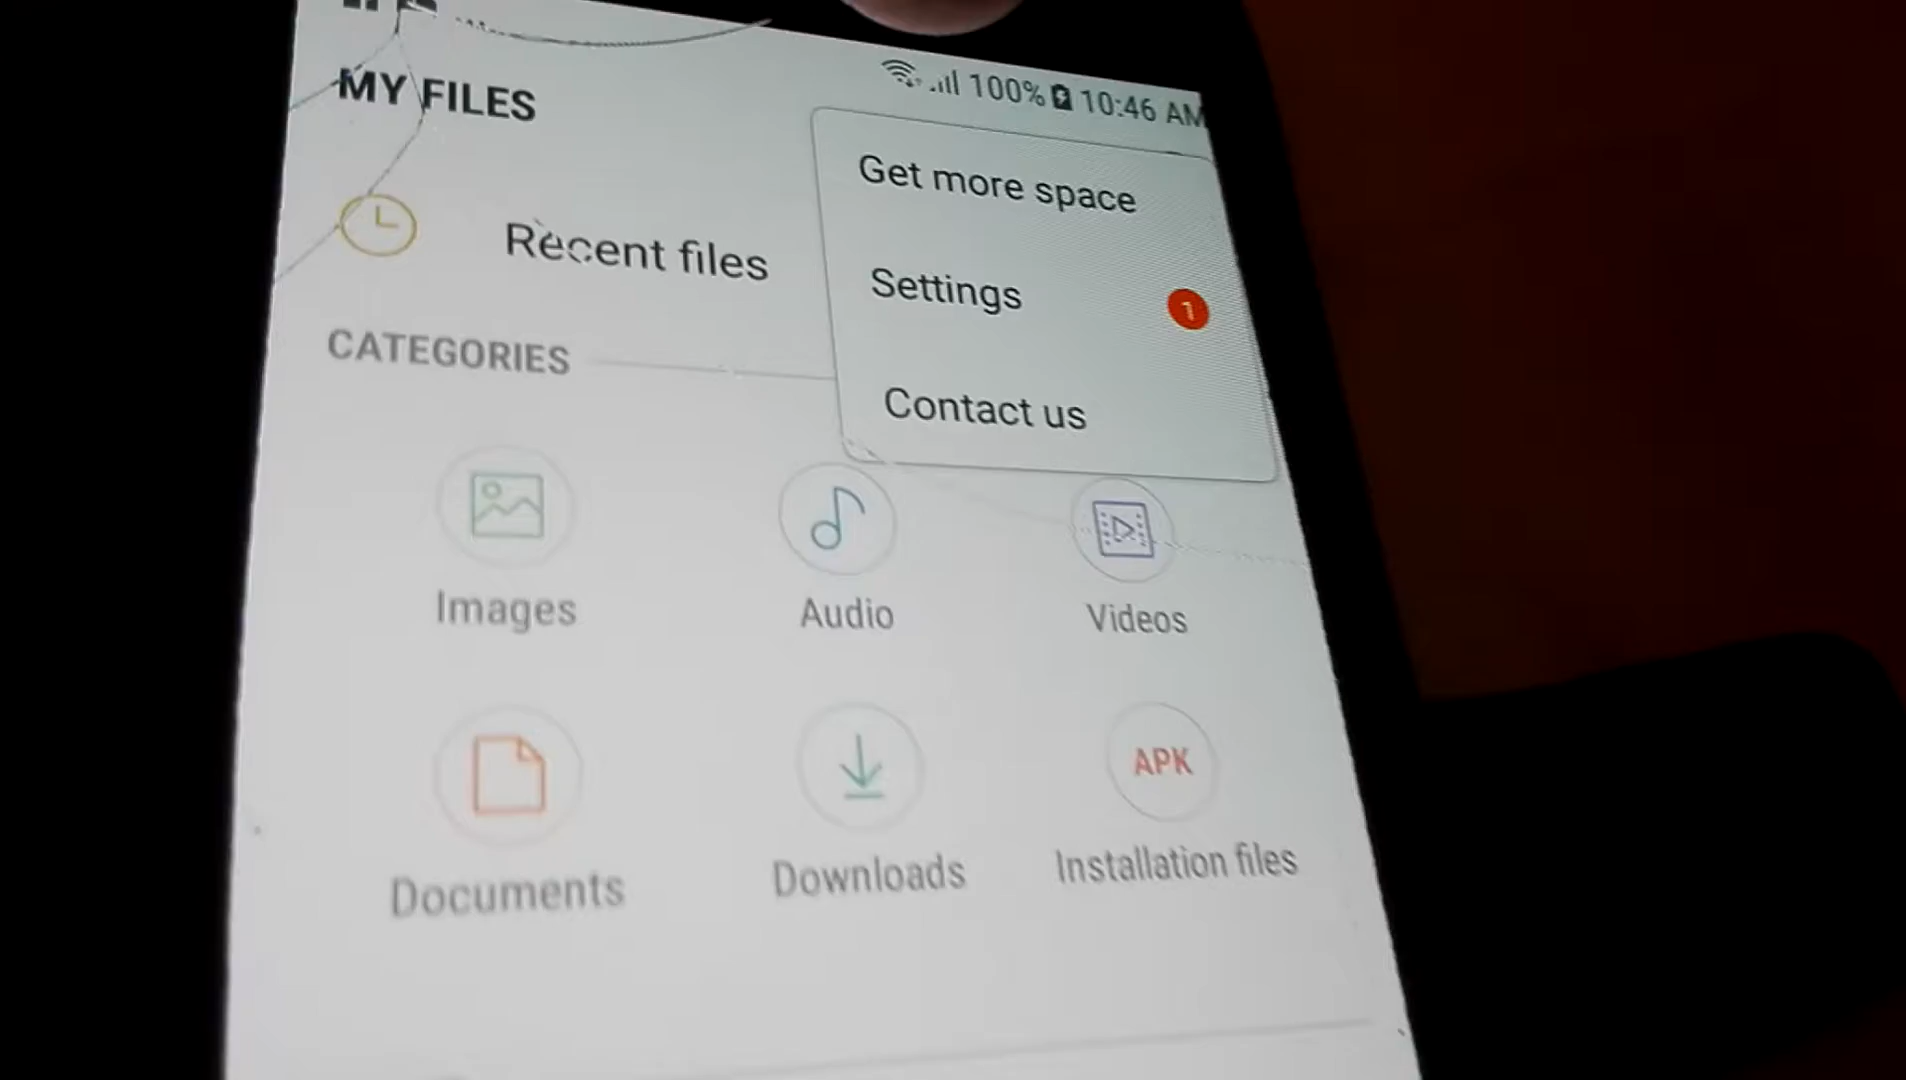 100% 10:46 AM
MY FILES
Get more space
Recent files
Settings 1
CATEGORIES
Contact us
Images
Audio
Videos
APK
Documents
Downloads
Installation files